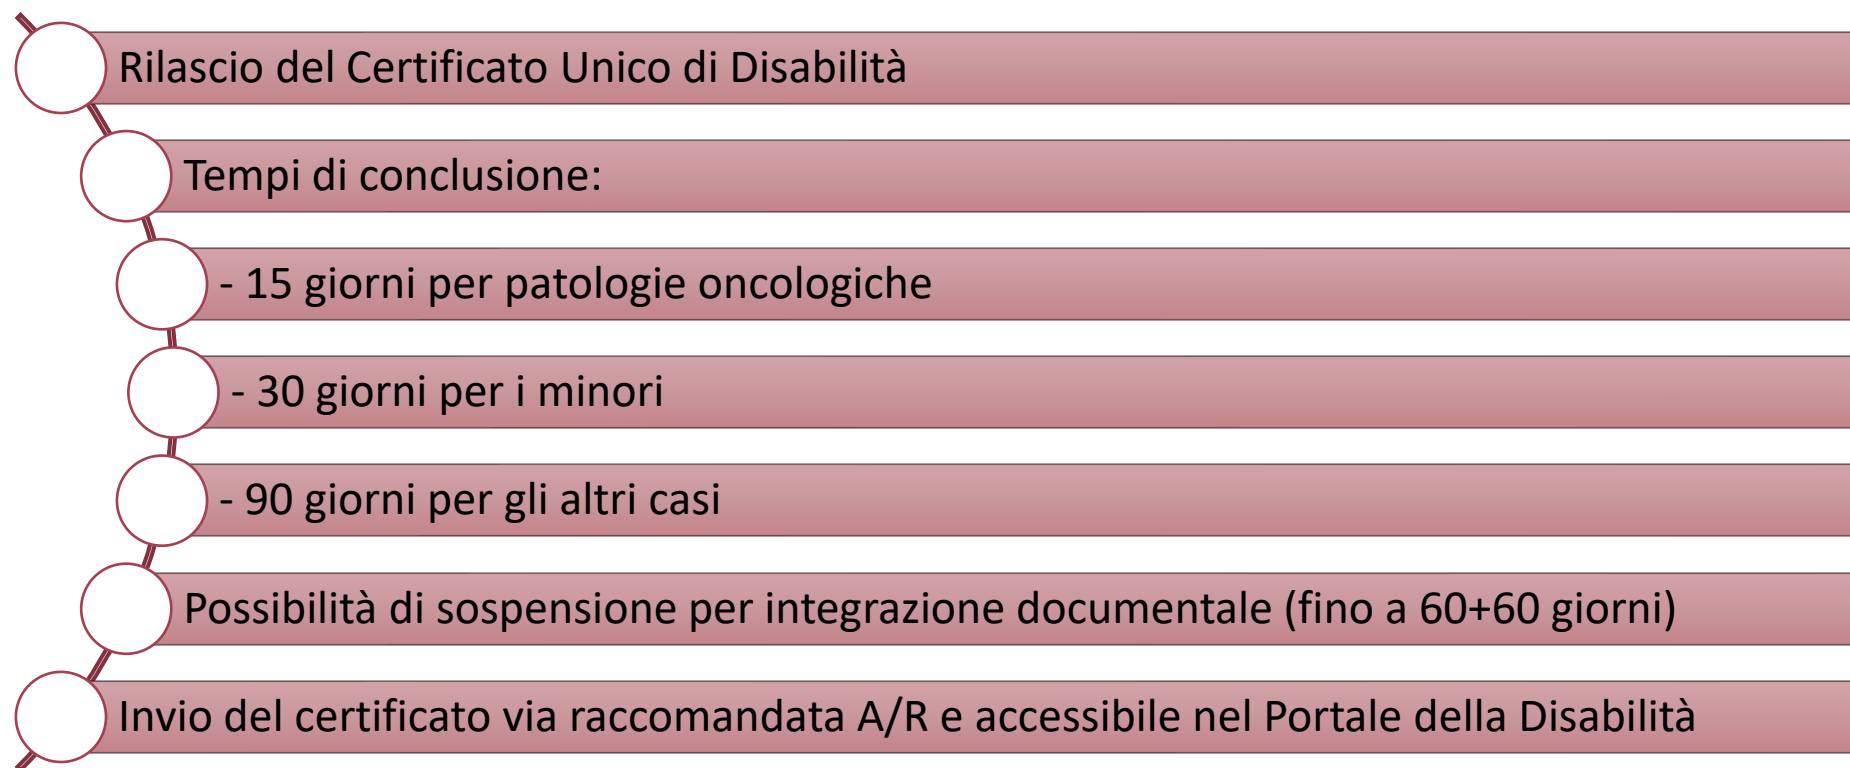 Rilascio del Certificato Unico di Disabilità
Tempi di conclusione:
- 15 giorni per patologie oncologiche
- 30 giorni per i minori
- 90 giorni per gli altri casi
Possibilità di sospensione per integrazione documentale (fino a 60+60 giorni)
Invio del certificato via raccomandata A/R e accessibile nel Portale della Disabilità